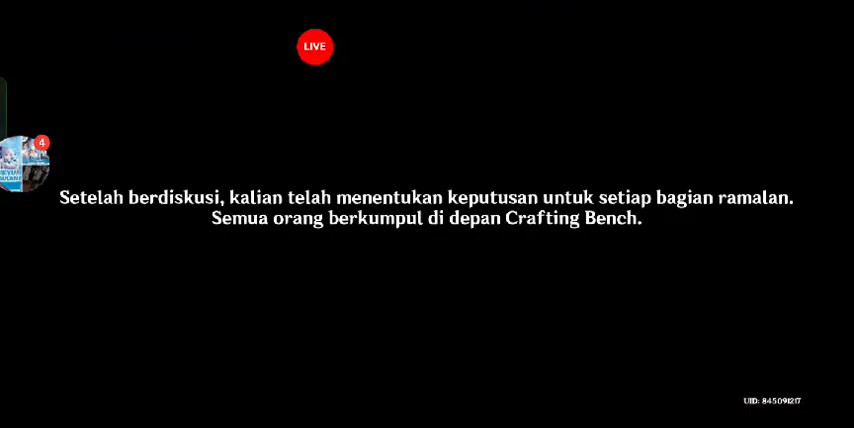 LIVE
4
Setelah berdiskusi, kalian telah menentukan keputusan untuk setiap bagian ramalan.
Semua orang berkumpul di depan Crafting Bench.
UID: 845091217